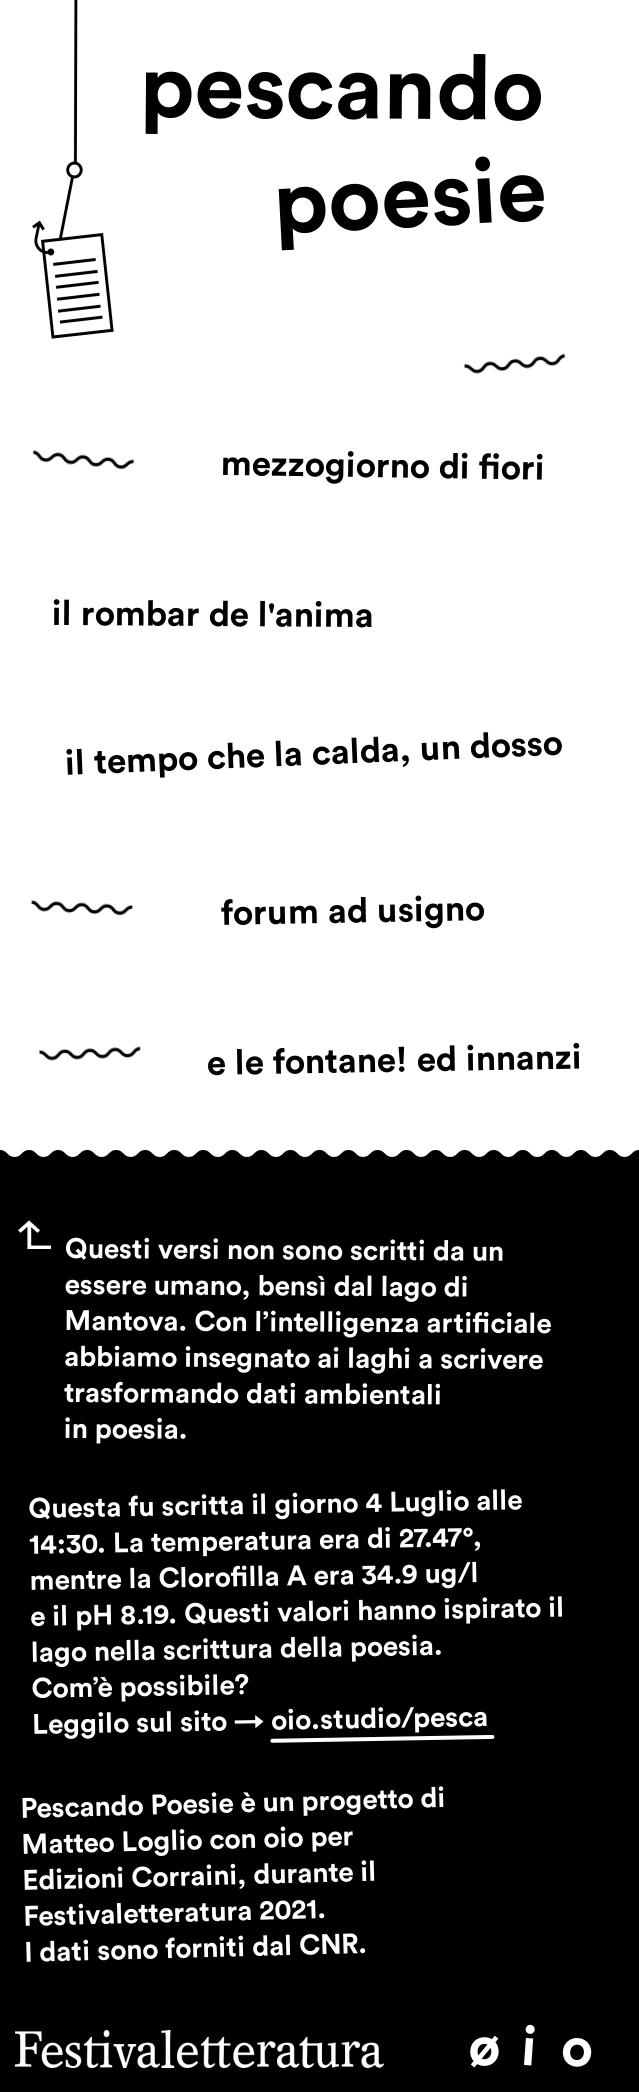 pescando
poesie
mezzogiorno di fiori
il rombar de l'anima
il tempo che la calda, un dosso
forum ad usigno
e le fontane! ed innanzi
Questi versi non sono scritti da un
essere umano, bensì dal lago di
Mantova. Con l’intelligenza artificiale
abbiamo insegnato ai laghi a scrivere
trasformando dati ambientali
in poesia.
Questa fu scritta il giorno 4 Luglio alle
14:30. La temperatura era di 27.47°,
mentre la Clorofilla A era 34.9 ug/l
e il pH 8.19. Questi valori hanno ispirato il
lago nella scrittura della poesia.
Com’è possibile?
Leggilo sul sito → oio.studio/pesca
Pescando Poesie è un progetto di
Matteo Loglio con oio per
Edizioni Corraini, durante il
Festivaletteratura 2021.
I dati sono forniti dal CNR.
Festivaletteratura ø i o